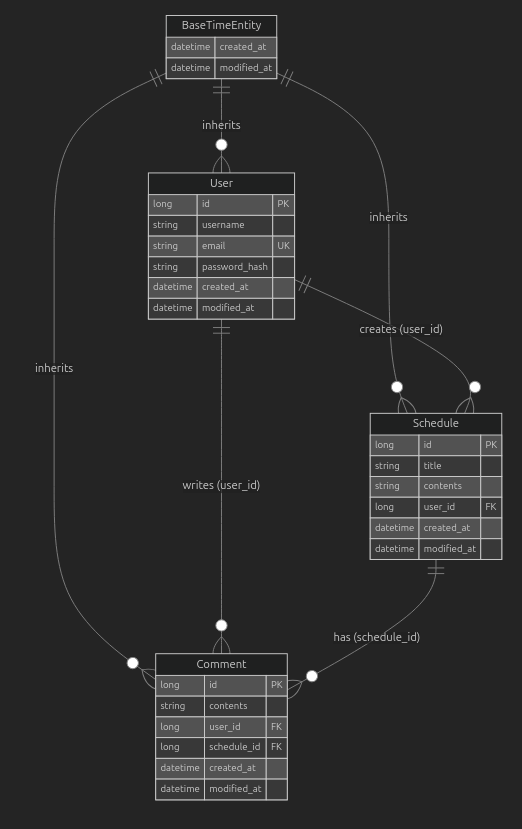 BaseTimeEntity
datetime created_at
datetime modified_at
inherits
User
long id PK
string username
string email UK
string password_hash
datetime created_at
datetime modified_at
inherits
creates (user_id)
inherits
Schedule
long id PK
string title
string contents
long user_id FK
datetime created_at
datetime modified_at
writes (user_id)
has (schedule_id)
Comment
long id PK
string contents
long user_id FK
long schedule_id FK
datetime created_at
datetime modified_at